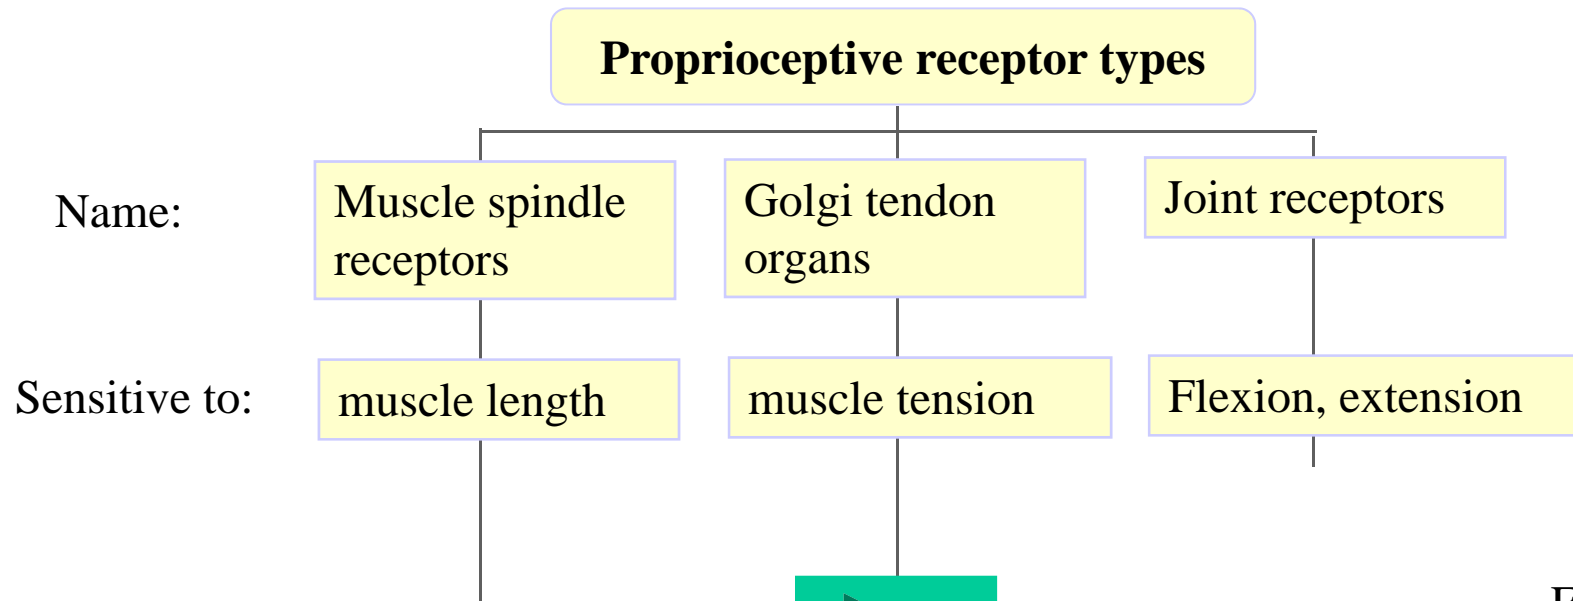 Proprioceptive receptor types
Name:
Muscle spindle
receptors
Golgi tendon
organs
Joint receptors
Sensitive to:
muscle length
muscle tension
Flexion, extension